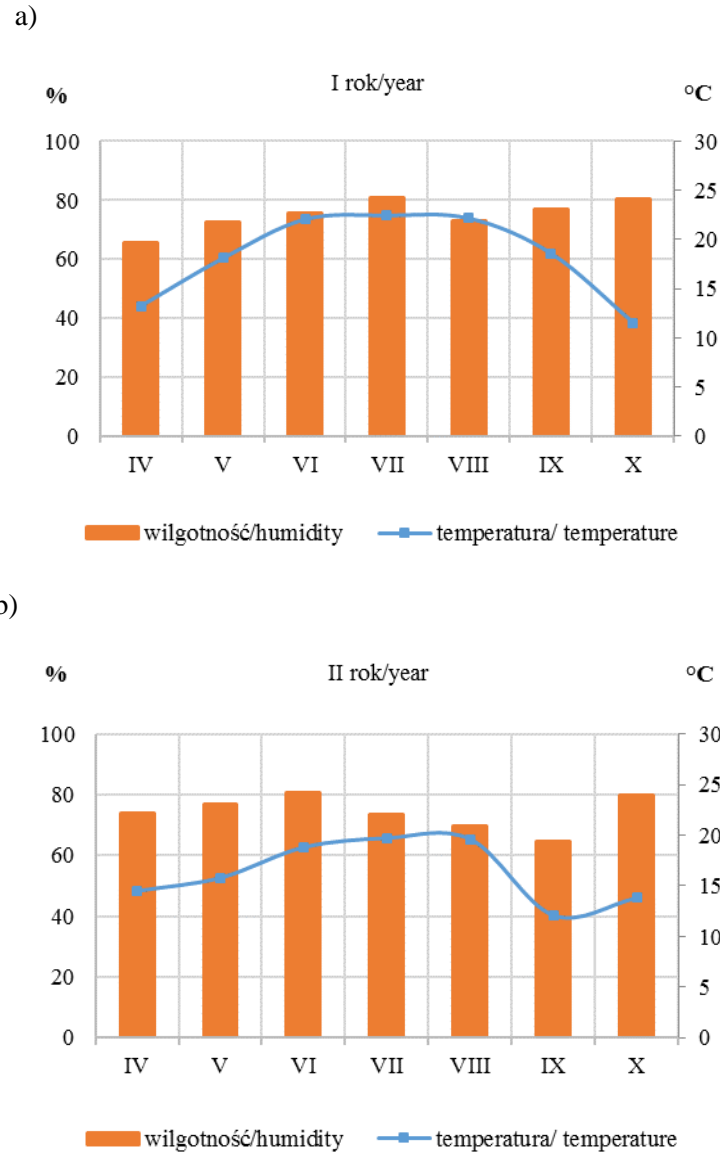 a)
I rok/year
% °C
100 30
80 25
60 20
40 15
20 10
0 5
0
IV V VI VII VIII IX X
wilgotność/humidity temperatura/ temperature
b)
II rok/year
% °C
100 30
80 25
60 20
40 15
20 10
0 5
0
IV V VI VII VIII IX X
wilgotność/humidity temperatura/ temperature